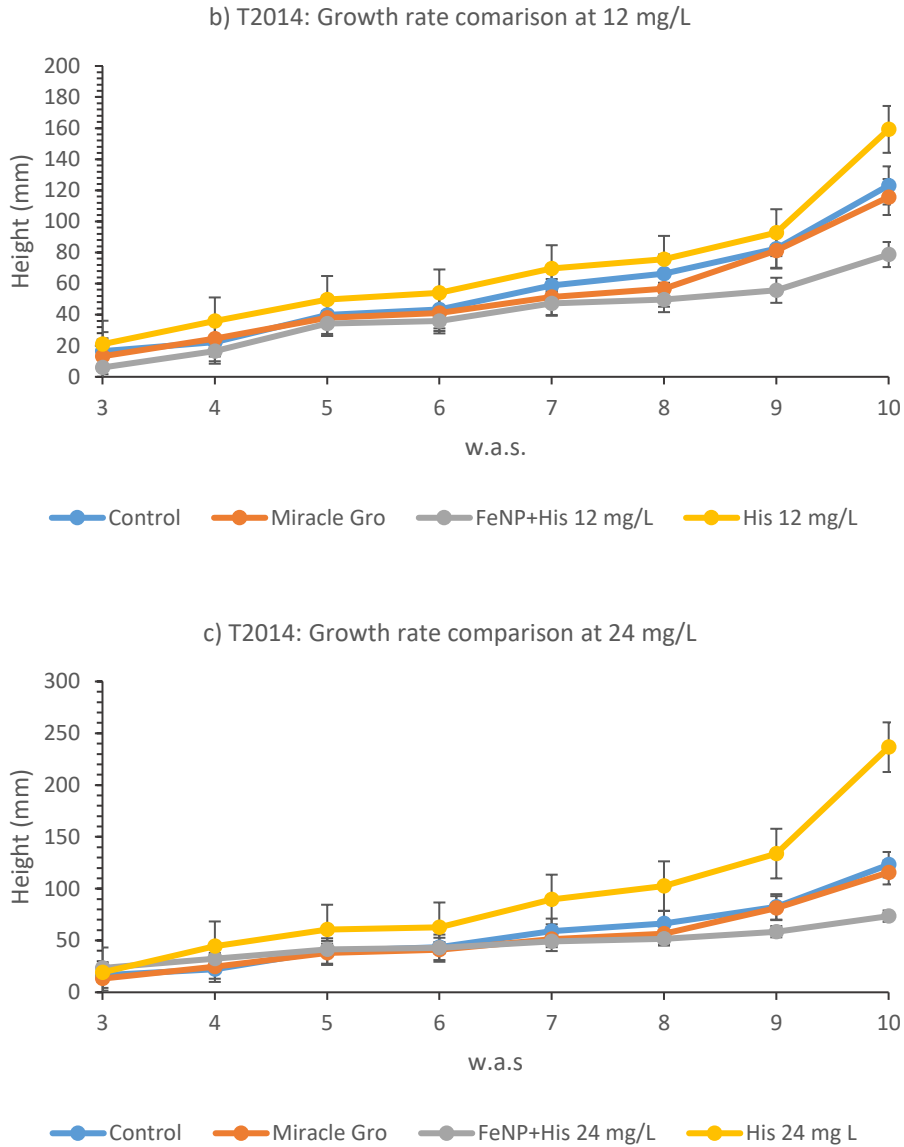 b) T2014: Growth rate comarison at 12 mg/L
200
180
160
140
120
100
80
60
40
20
0
Height (mm)
3 4 5 6 7 8 9 10
w.a.s.
Control Miracle Gro FeNP+His 12 mg/L His 12 mg/L
c) T2014: Growth rate comparison at 24 mg/L
300
250
200
150
100
50
0
Height (mm)
3 4 5 6 7 8 9 10
w.a.s
Control Miracle Gro FeNP+His 24 mg/L His 24 mg L